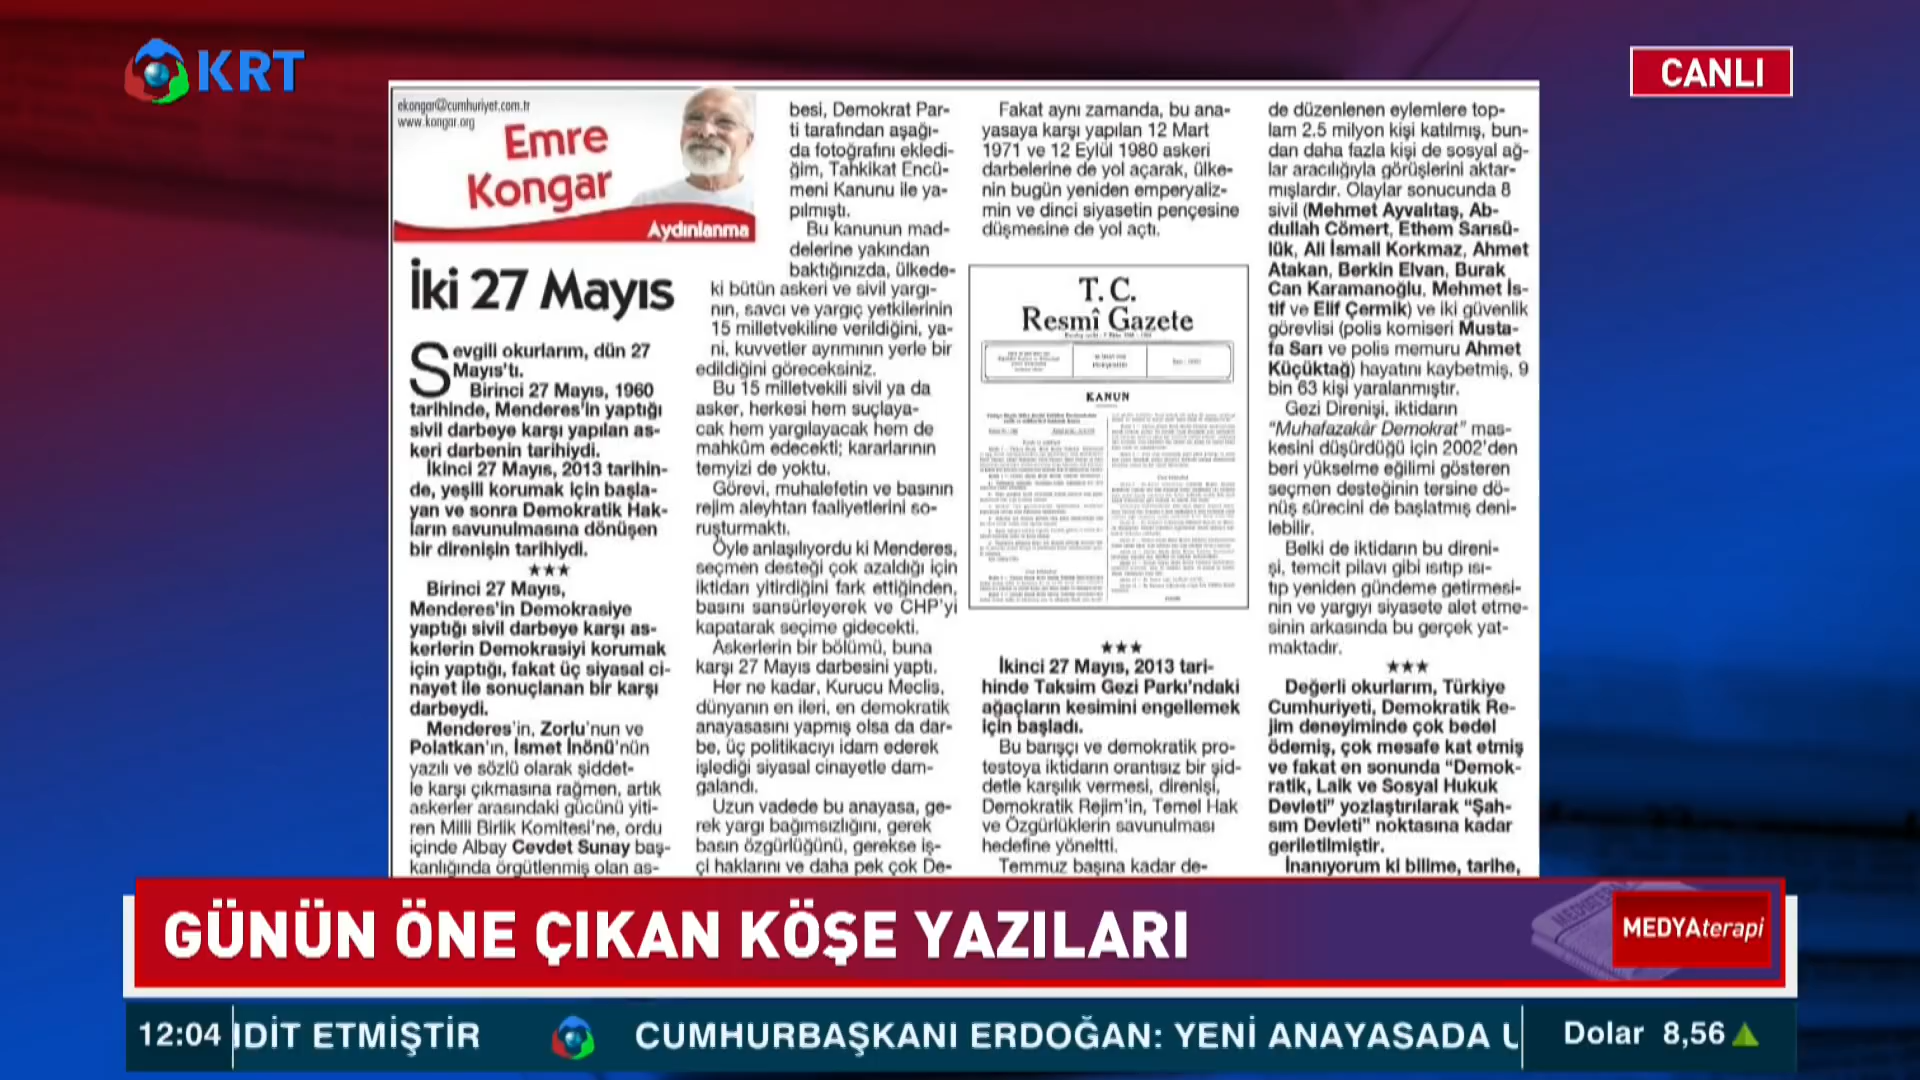 KRT
CANLI
ekongar@cumhuriyet.com.tr
www.kongar.org
Emre
Kongar
Aydınlanma
İki 27 Mayıs
Sevgili okurlarım, dün 27
Mayıs'tı.
Birinci 27 Mayıs, 1960
tarihinde, Menderes'in yaptığı
sivil darbeye karşı yapılan as-
keri darbenin tarihiydi.
İkinci 27 Mayıs, 2013 tarihin-
de, yeşili korumak için başla-
yan ve sonra Demokratik Hak-
ların savunulmasına dönüşen
bir direnişin tarihiydi.
★★★
Birinci 27 Mayıs,
Menderes'in Demokrasiye
yaptığı sivil darbeye karşı as-
kerlerin Demokrasiyi korumak
için yaptığı, fakat üç siyasal ci-
nayet ile sonuçlanan bir karşı
darbeydi.
Menderes'in, Zorlu'nun ve
Polatkan'ın, İsmet İnönü'nün
yazılı ve sözlü olarak şiddet-
le karşı çıkmasına rağmen, artık
askerler arasındaki gücünü yiti-
ren Milli Birlik Komitesi'ne, ordu
içinde Albay Cevdet Sunay baş-
kanlığında örgütlenmiş olan as-
besi, Demokrat Par-
ti tarafından aşağı-
da fotoğrafını ekledi-
ğim, Tahkikat Encü-
meni Kanunu ile ya-
pılmıştı.
Bu kanunun mad-
delerine yakından
baktığınızda, ülkede-
ki bütün askeri ve sivil yargı-
nın, savcı ve yargıç yetkilerinin
15 milletvekiline verildiğini, ya-
ni, kuvvetler ayrımının yerle bir
edildiğini göreceksiniz.
Bu 15 milletvekili sivil ya da
asker, herkesi hem suçlaya-
cak hem yargılayacak hem de
mahkûm edecekti; kararlarının
temyizi de yoktu.
Görevi, muhalefetin ve basının
rejim aleyhtarı faaliyetlerini so-
ruşturmaktı.
Öyle anlaşılıyordu ki Menderes,
seçmen desteği çok azaldığı için
iktidarı yitirdiğini fark ettiğinden,
basını sansürleyerek ve CHP'yi
kapatarak seçime gidecekti.
Askerlerin bir bölümü, buna
karşı 27 Mayıs darbesini yaptı.
Her ne kadar, Kurucu Meclis,
dünyanın en ileri, en demokratik
anayasasını yapmış olsa da dar-
be, üç politikacıyı idam ederek
işlediği siyasal cinayetle dam-
galandı.
Uzun vadede bu anayasa, ge-
rek yargı bağımsızlığını, gerek
basın özgürlüğünü, gerekse iş-
çi haklarını ve daha pek çok De-
Fakat aynı zamanda, bu ana-
yasaya karşı yapılan 12 Mart
1971 ve 12 Eylül 1980 askeri
darbelerine de yol açarak, ülke-
nin bugün yeniden emperyaliz-
min ve dinci siyasetin pençesine
düşmesine de yol açtı.
T. C.
Resmî Gazete
KANUN
★★★
İkinci 27 Mayıs, 2013 tari-
hinde Taksim Gezi Parkı'ndaki
ağaçların kesimini engellemek
için başladı.
Bu barışçı ve demokratik pro-
testoya iktidarın orantısız bir şid-
detle karşılık vermesi, direnişi,
Demokratik Rejim'in, Temel Hak
ve Özgürlüklerin savunulması
hedefine yöneltti.
Temmuz başına kadar de-
de düzenlenen eylemlere top-
lam 2.5 milyon kişi katılmış, bun-
dan daha fazla kişi de sosyal ağ-
lar aracılığıyla görüşlerini aktar-
mışlardır. Olaylar sonucunda 8
sivil (Mehmet Ayvalıtaş, Ab-
dullah Cömert, Ethem Sarısü-
lük, Ali İsmail Korkmaz, Ahmet
Atakan, Berkin Elvan, Burak
Can Karamanoğlu, Mehmet İs-
tif ve Elif Çermik) ve iki güvenlik
görevlisi (polis komiseri Musta-
fa Sarı ve polis memuru Ahmet
Küçüktağ) hayatını kaybetmiş, 9
bin 63 kişi yaralanmıştır.
Gezi Direnişi, iktidarın
"Muhafazakâr Demokrat" mas-
kesini düşürdüğü için 2002'den
beri yükselme eğilimi gösteren
seçmen desteğinin tersine dö-
nüş sürecini de başlatmış deni-
lebilir.
Belki de iktidarın bu direni-
şi, temcit pilavı gibi ısıtıp ısı-
tıp yeniden gündeme getirmesi-
nin ve yargıyı siyasete alet etme-
sinin arkasında bu gerçek yat-
maktadır.
★★★
Değerli okurlarım, Türkiye
Cumhuriyeti, Demokratik Re-
jim deneyiminde çok bedel
ödemiş, çok mesafe kat etmiş
ve fakat en sonunda "Demok-
ratik, Laik ve Sosyal Hukuk
Devleti" yozlaştırılarak "Şah-
sım Devleti" noktasına kadar
geriletilmiştir.
İnanıyorum ki bilime, tarihe,
GÜNÜN ÖNE ÇIKAN KÖŞE YAZILARI
MEDYAterapi
12:04 İDİT ETMİŞTİR CUMHURBAŞKANI ERDOĞAN: YENİ ANAYASADA U Dolar 8,56